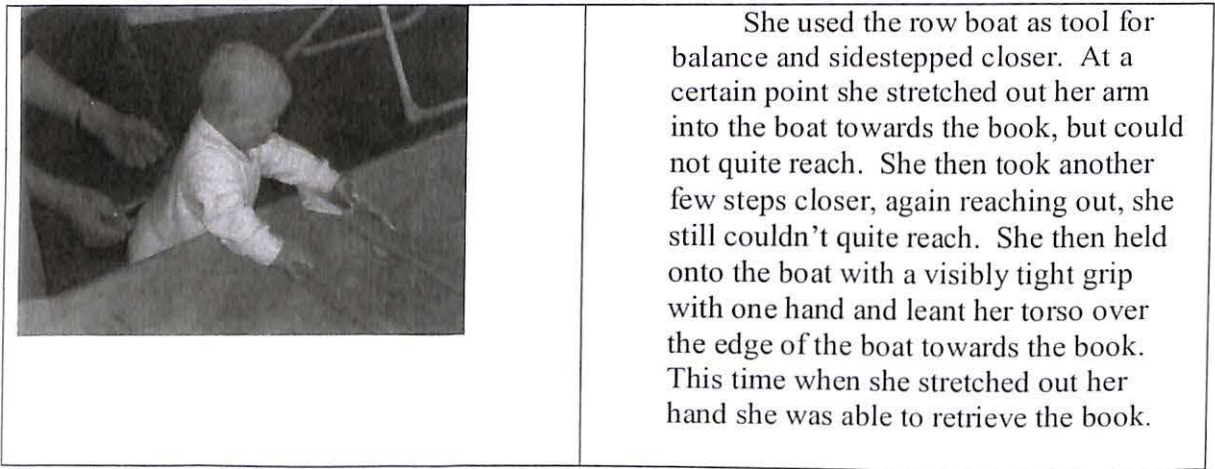 She used the row boat as tool for
balance and sidestepped closer. At a
certain point she stretched out her arm
into the boat towards the book, but could
not quite reach. She then took another
few steps closer, again reaching out, she
still couldn't quite reach. She then held
onto the boat with a visibly tight grip
with one hand and leant her torso over
the edge of the boat towards the book.
This time when she stretched out her
hand she was able to retrieve the book.